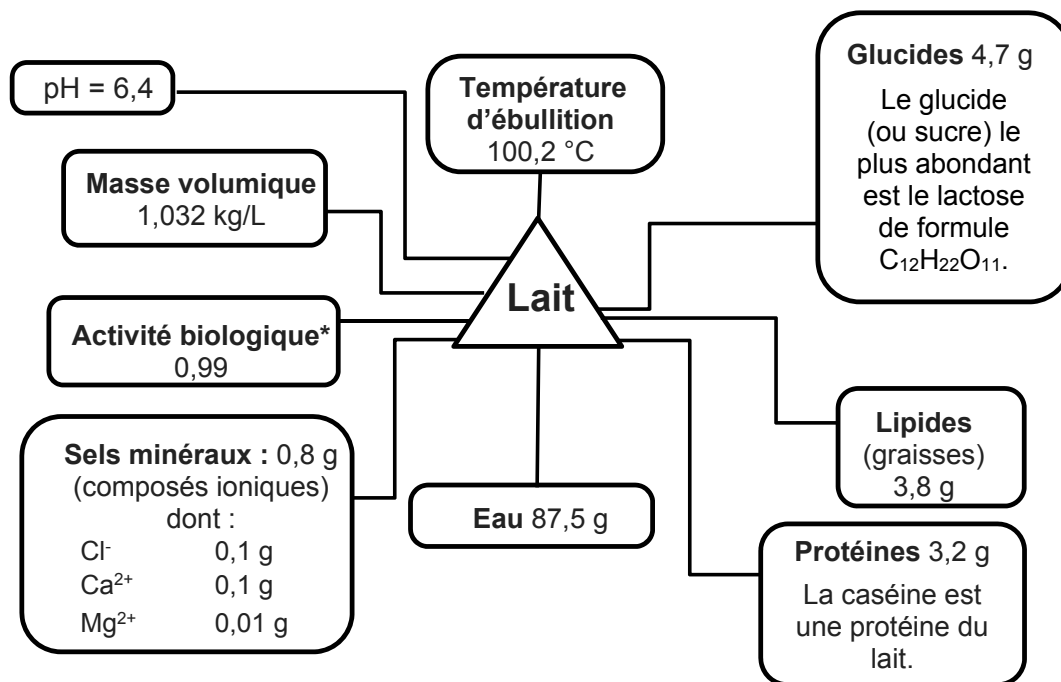 pH = 6,4
Température
d'ébullition
100,2 °C
Glucides 4,7 g
Le glucide
(ou sucre) le
plus abondant
est le lactose
de formule
C₁₂H₂₂O₁₁.
Masse volumique
1,032 kg/L
Lait
Activité biologique*
0,99
Lipides
(graisses)
3,8 g
Sels minéraux : 0,8 g
(composés ioniques)
dont :
Cl⁻ 0,1 g
Ca²⁺ 0,1 g
Mg²⁺ 0,01 g
Eau 87,5 g
Protéines 3,2 g
La caséine est
une protéine du
lait.